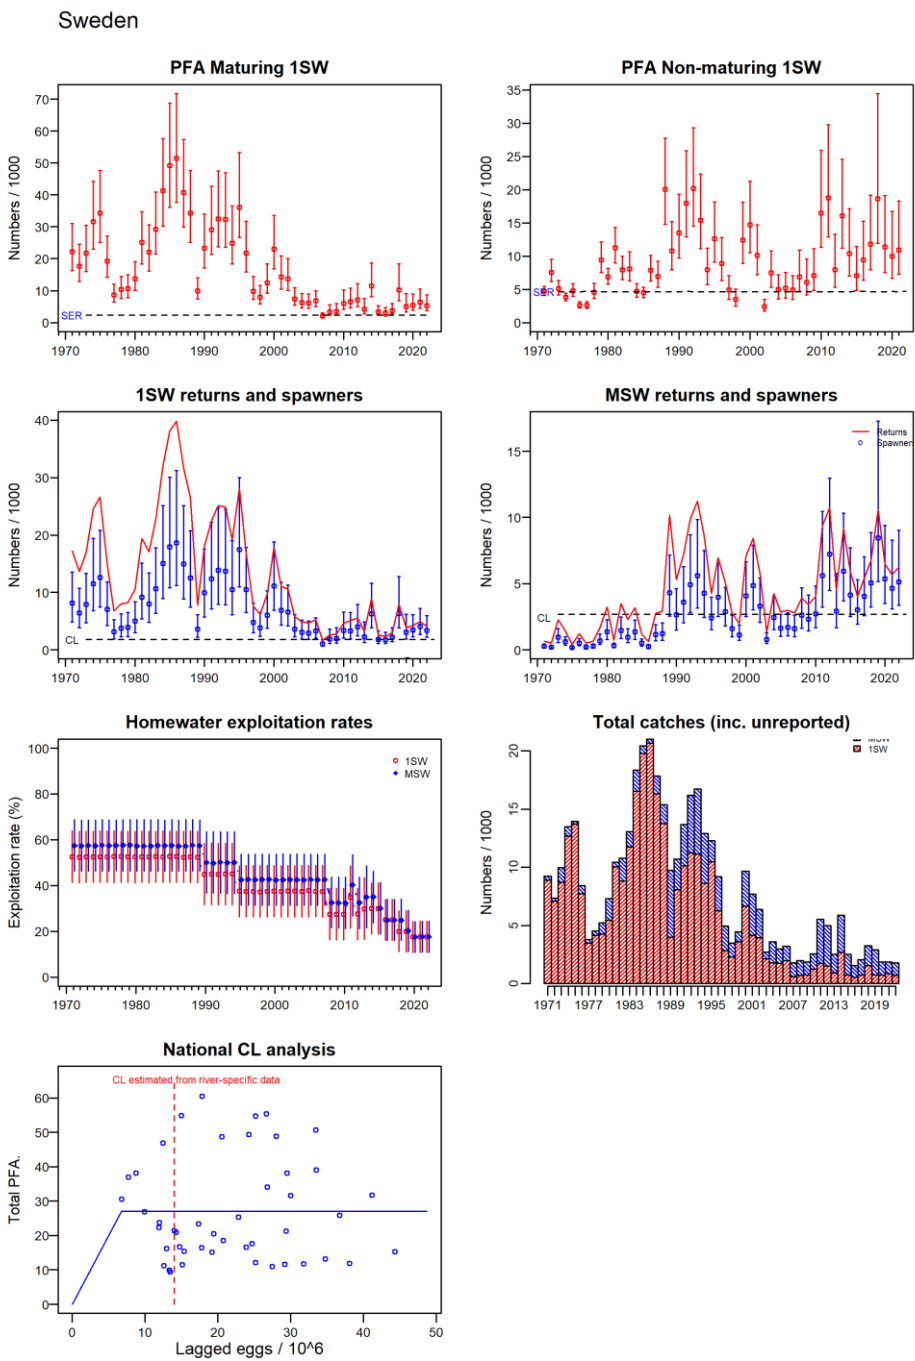 Sweden
PFA Maturing 1SW
Numbers / 1000
70
60
50
40
30
20
10
0
SER
1970 1980 1990 2000 2010 2020
PFA Non-maturing 1SW
Numbers / 1000
35
30
25
20
15
10
5
0
SER
1970 1980 1990 2000 2010 2020
1SW returns and spawners
Numbers / 1000
40
30
20
10
0
CL
1970 1980 1990 2000 2010 2020
MSW returns and spawners
Numbers / 1000
15
10
5
0
Returns
Spawners
CL
1970 1980 1990 2000 2010 2020
Homewater exploitation rates
Exploitation rate (%)
100
80
60
40
20
0
1SW
MSW
1970 1980 1990 2000 2010 2020
Total catches (inc. unreported)
Numbers / 1000
20
15
10
5
0
MSW
1SW
1971 1977 1983 1989 1995 2001 2007 2013 2019
National CL analysis
CL estimated from river-specific data
Total PFA.
60
50
40
30
20
10
0
0 10 20 30 40 50
Lagged eggs / 10^6